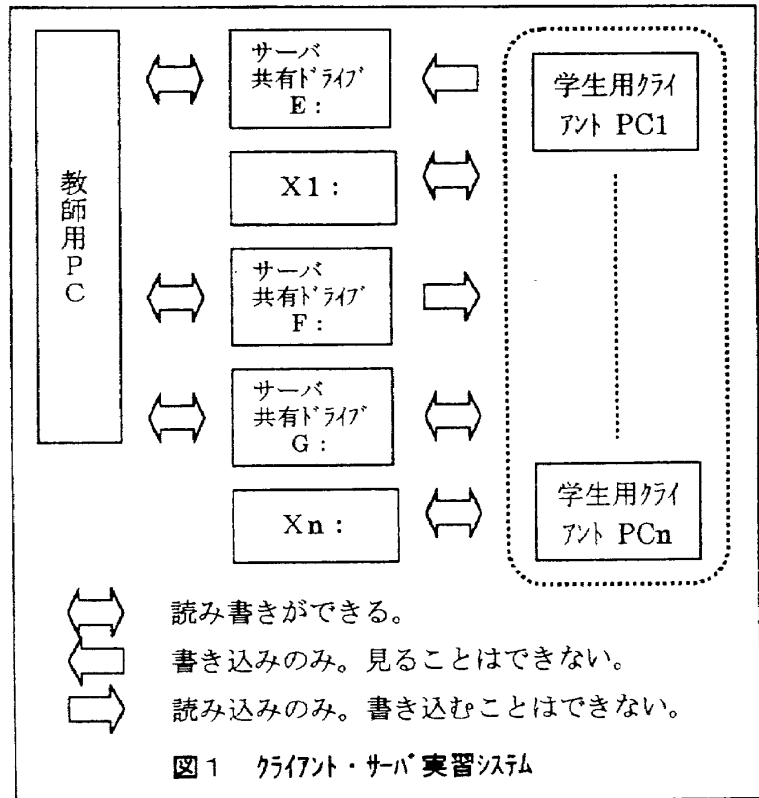 教師用PC
サーバ
共有ﾄﾞﾗｲﾌﾞ
E:
学生用ｸﾗｲ
ｱﾝﾄ PC1
X1:
サーバ
共有ﾄﾞﾗｲﾌﾞ
F:
サーバ
共有ﾄﾞﾗｲﾌﾞ
G:
Xn:
学生用ｸﾗｲ
ｱﾝﾄ PCn
読み書きができる。
書き込みのみ。見ることはできない。
読み込みのみ。書き込むことはできない。
図1 ｸﾗｲｱﾝﾄ・ｻｰﾊﾞ実習ｼｽﾃﾑ